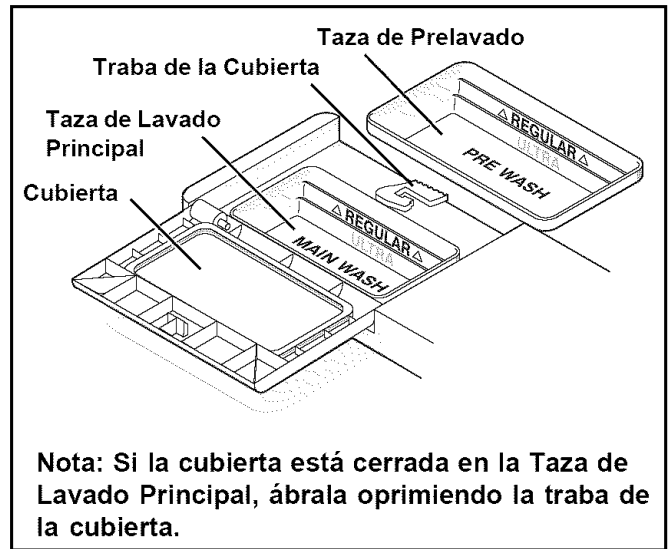 Taza de Prelavado
Traba de la Cubierta
Taza de Lavado
Principal
Cubierta
△ REGULAR △
ULTRA
PRE WASH
△ REGULAR △
ULTRA
MAIN WASH
Nota: Si la cubierta está cerrada en la Taza de
Lavado Principal, ábrala oprimiendo la traba de
la cubierta.